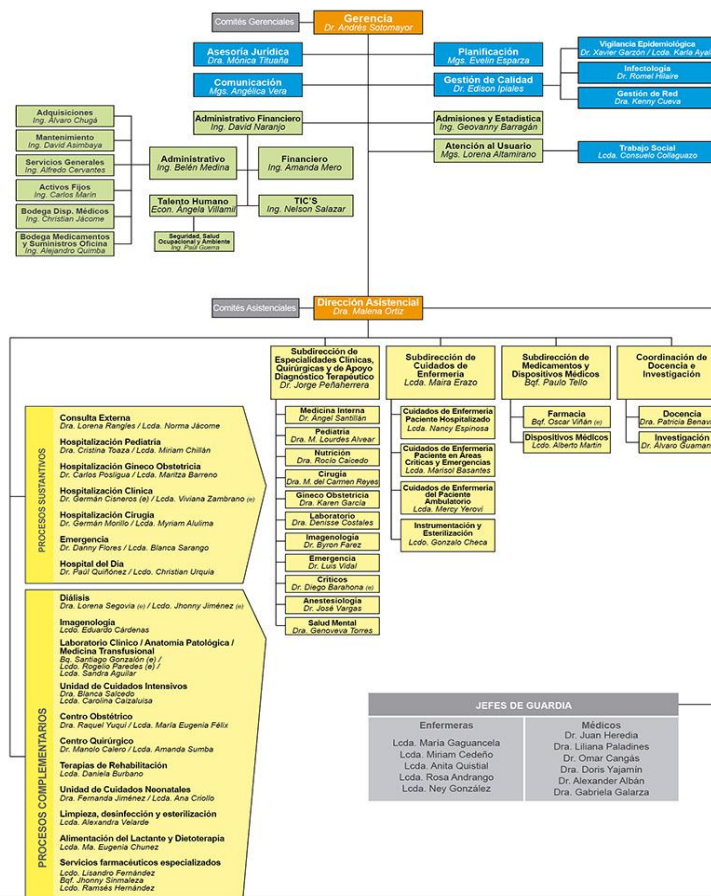 Comités Gerenciales
Gerencia
Dr. Andrés Sotomayor
Asesoría Jurídica
Dra. Mónica Tituaña
Planificación
Mgs. Evelin Esparza
Comunicación
Mgs. Angélica Vera
Gestión de Calidad
Dr. Edison Ipiales
Vigilancia Epidemiológica
Dr. Xavier Garzón / Lcda. Karla Ayal
Infectología
Dr. Romel Hilaire
Gestión de Red
Dra. Kenny Cueva
Administrativo Financiero
Ing. David Naranjo
Admisiones y Estadística
Ing. Geovanny Barragán
Atención al Usuario
Mgs. Lorena Altamirano
Trabajo Social
Lcda. Consuelo Collaguazo
Adquisiciones
Ing. Álvaro Chugá
Mantenimiento
Ing. David Asimbaya
Servicios Generales
Ing. Alfredo Cervantes
Activos Fijos
Ing. Carlos Marín
Bodega Disp. Médicos
Ing. Christian Jácome
Bodega Medicamentos
y Suministros Oficina
Ing. Alejandro Quimba
Administrativo
Ing. Belén Medina
Financiero
Ing. Amanda Mero
Talento Humano
Econ. Ángela Villamil
TIC'S
Ing. Nelson Salazar
Seguridad, Salud
Ocupacional y Ambiente
Ing. Paúl Guerra
Comités Asistenciales
Dirección Asistencial
Dra. Malena Ortiz
Subdirección de
Especialidades Clínicas,
Quirúrgicas y de Apoyo
Diagnóstico Terapéutico
Dr. Jorge Peñaherrera
Medicina Interna
Dr. Ángel Santillán
Pediatría
Dra. M. Lourdes Alvear
Nutrición
Dra. Rocío Caicedo
Cirugía
Dra. M. del Carmen Reyes
Gineco Obstetricia
Dra. Karen García
Laboratorio
Dra. Denisse Costales
Imagenología
Dr. Byron Farez
Emergencia
Dr. Luis Vidal
Críticos
Dr. Diego Barahona (e)
Anestesiología
Dr. José Vargas
Salud Mental
Dra. Genoveva Torres
Subdirección de
Cuidados de
Enfermería
Lcda. Maira Erazo
Cuidados de Enfermería
Paciente Hospitalizado
Lcda. Nancy Espinosa
Cuidados de Enfermería
Paciente en Áreas
Críticas y Emergencias
Lcda. Marisol Basantes
Cuidados de Enfermería
del Paciente
Ambulatorio
Lcda. Mercy Yerovi
Instrumentación y
Esterilización
Lcdo. Gonzalo Checa
Subdirección de
Medicamentos y
Dispositivos Médicos
Bqf. Paulo Tello
Farmacia
Bqf. Oscar Viñán (e)
Dispositivos Médicos
Lcdo. Alberto Martin
Coordinación de
Docencia e
Investigación
Docencia
Dra. Patricia Benavi
Investigación
Dr. Álvaro Guaman
PROCESOS SUSTANTIVOS
Consulta Externa
Dra. Lorena Rangles / Lcda. Norma Jácome
Hospitalización Pediatría
Dra. Cristina Toaza / Lcda. Miriam Chillán
Hospitalización Gineco Obstetricia
Dr. Carlos Posligua / Lcda. Maritza Barreno
Hospitalización Clínica
Dr. Germán Cisneros (e) / Lcda. Viviana Zambrano (e)
Hospitalización Cirugía
Dr. Germán Morillo / Lcda. Myriam Alulima
Emergencia
Dr. Danny Flores / Lcda. Blanca Sarango
Hospital del Día
Dr. Paúl Quiñónez / Lcdo. Christian Urquia
PROCESOS COMPLEMENTARIOS
Diálisis
Dra. Lorena Segovia (e) / Lcdo. Jhonny Jiménez (e)
Imagenología
Lcdo. Eduardo Cárdenas
Laboratorio Clínico / Anatomía Patológica /
Medicina Transfusional
Bq. Santiago Gonzalón (e) /
Lcdo. Rogelio Paredes (e) /
Lcda. Sandra Aguilar
Unidad de Cuidados Intensivos
Dra. Blanca Salcedo
Lcda. Carolina Caizaluisa
Centro Obstétrico
Dra. Raquel Yuqui / Lcda. María Eugenia Félix
Centro Quirúrgico
Dr. Manolo Calero / Lcda. Amanda Sumba
Terapias de Rehabilitación
Lcda. Daniela Burbano
Unidad de Cuidados Neonatales
Dra. Fernanda Jiménez / Lcda. Ana Criollo
Limpieza, desinfección y esterilización
Lcda. Alexandra Velarde
Alimentación del Lactante y Dietoterapia
Lcda. Ma. Eugenia Chunez
Servicios farmacéuticos especializados
Lcdo. Lisandro Fernández
Bqf. Jhonny Sinmaleza
Lcdo. Ramsés Hernández
JEFES DE GUARDIA
Enfermeras
Lcda. María Gaguancela
Lcda. Miriam Cedeño
Lcda. Anita Quistial
Lcda. Rosa Andrango
Lcda. Ney González
Médicos
Dr. Juan Heredia
Dra. Liliana Paladines
Dr. Omar Cangás
Dra. Doris Yajamín
Dr. Alexander Albán
Dra. Gabriela Galarza